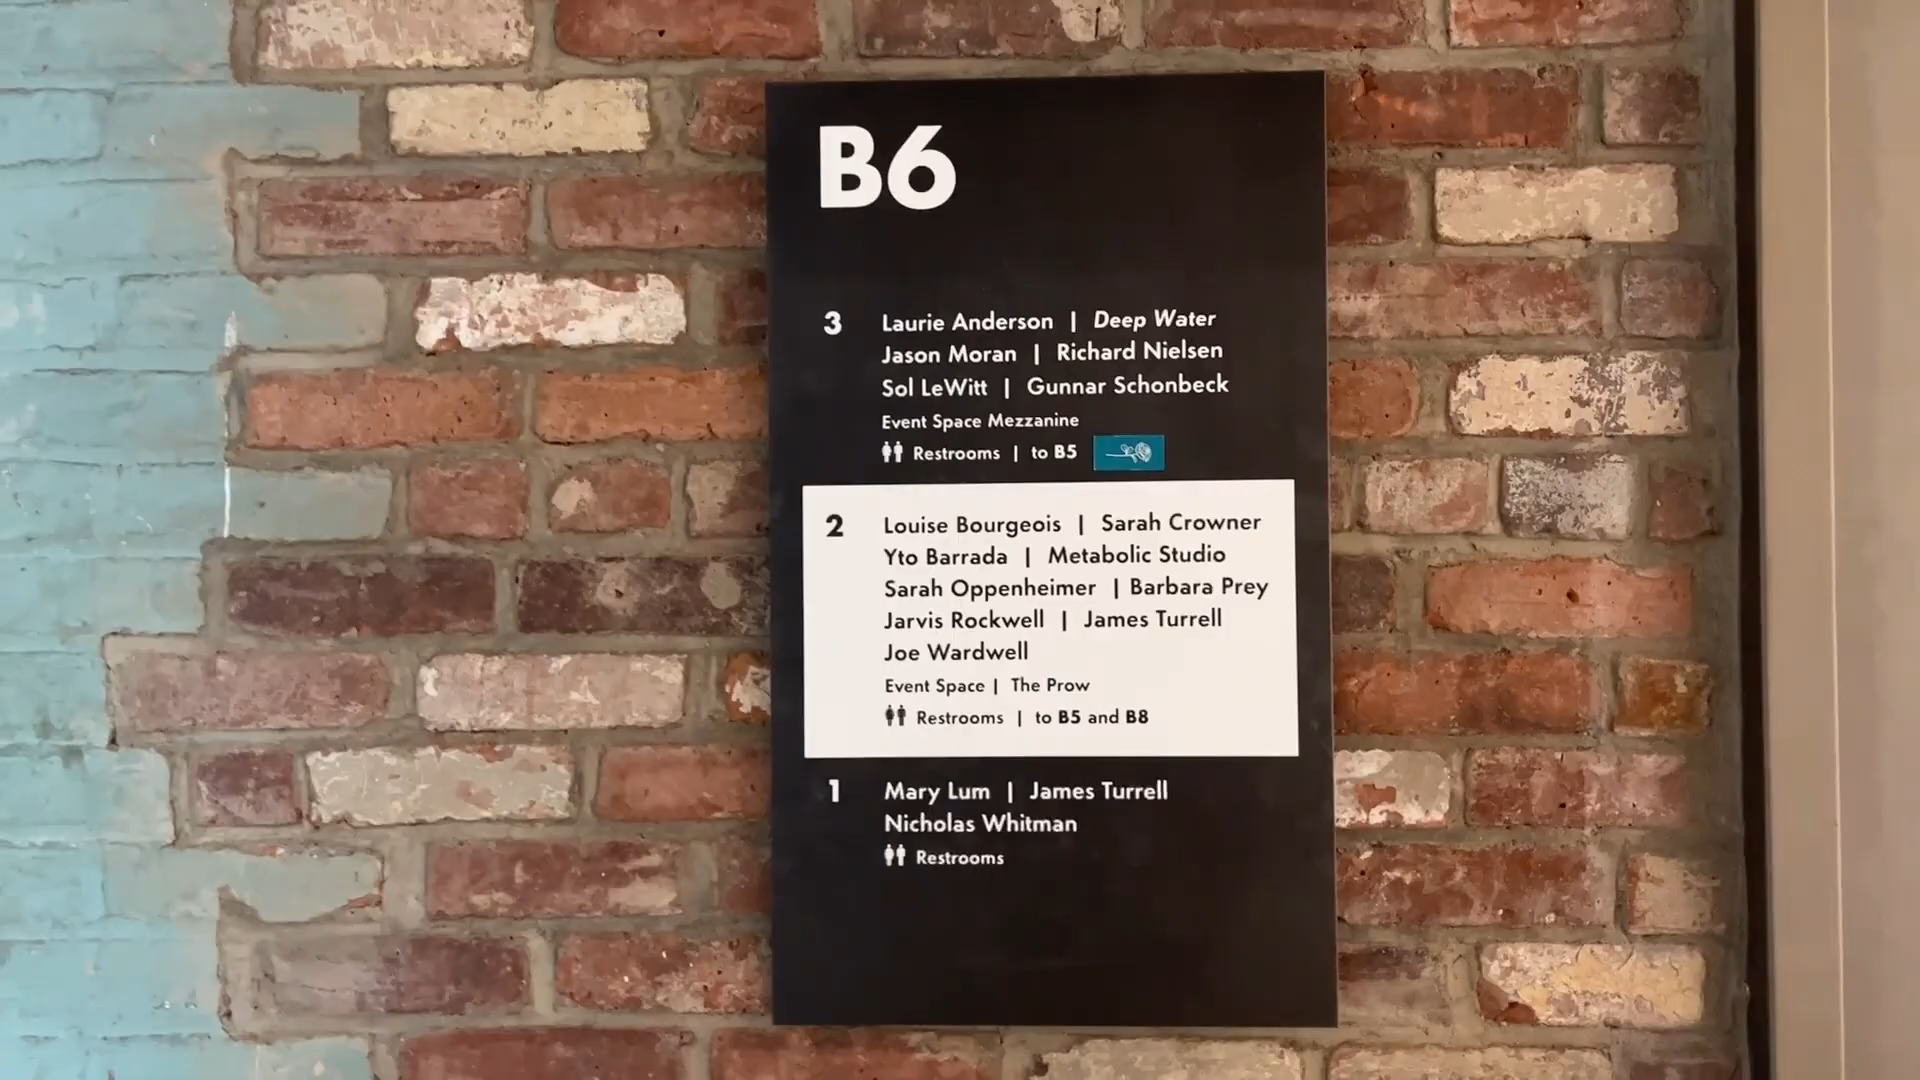 B6
3 Laurie Anderson | Deep Water
Jason Moran | Richard Nielsen
Sol LeWitt | Gunnar Schonbeck
Event Space Mezzanine
Restrooms | to B5
2 Louise Bourgeois | Sarah Crowner
Yto Barrada | Metabolic Studio
Sarah Oppenheimer | Barbara Prey
Jarvis Rockwell | James Turrell
Joe Wardwell
Event Space | The Prow
Restrooms | to B5 and B8
1 Mary Lum | James Turrell
Nicholas Whitman
Restrooms